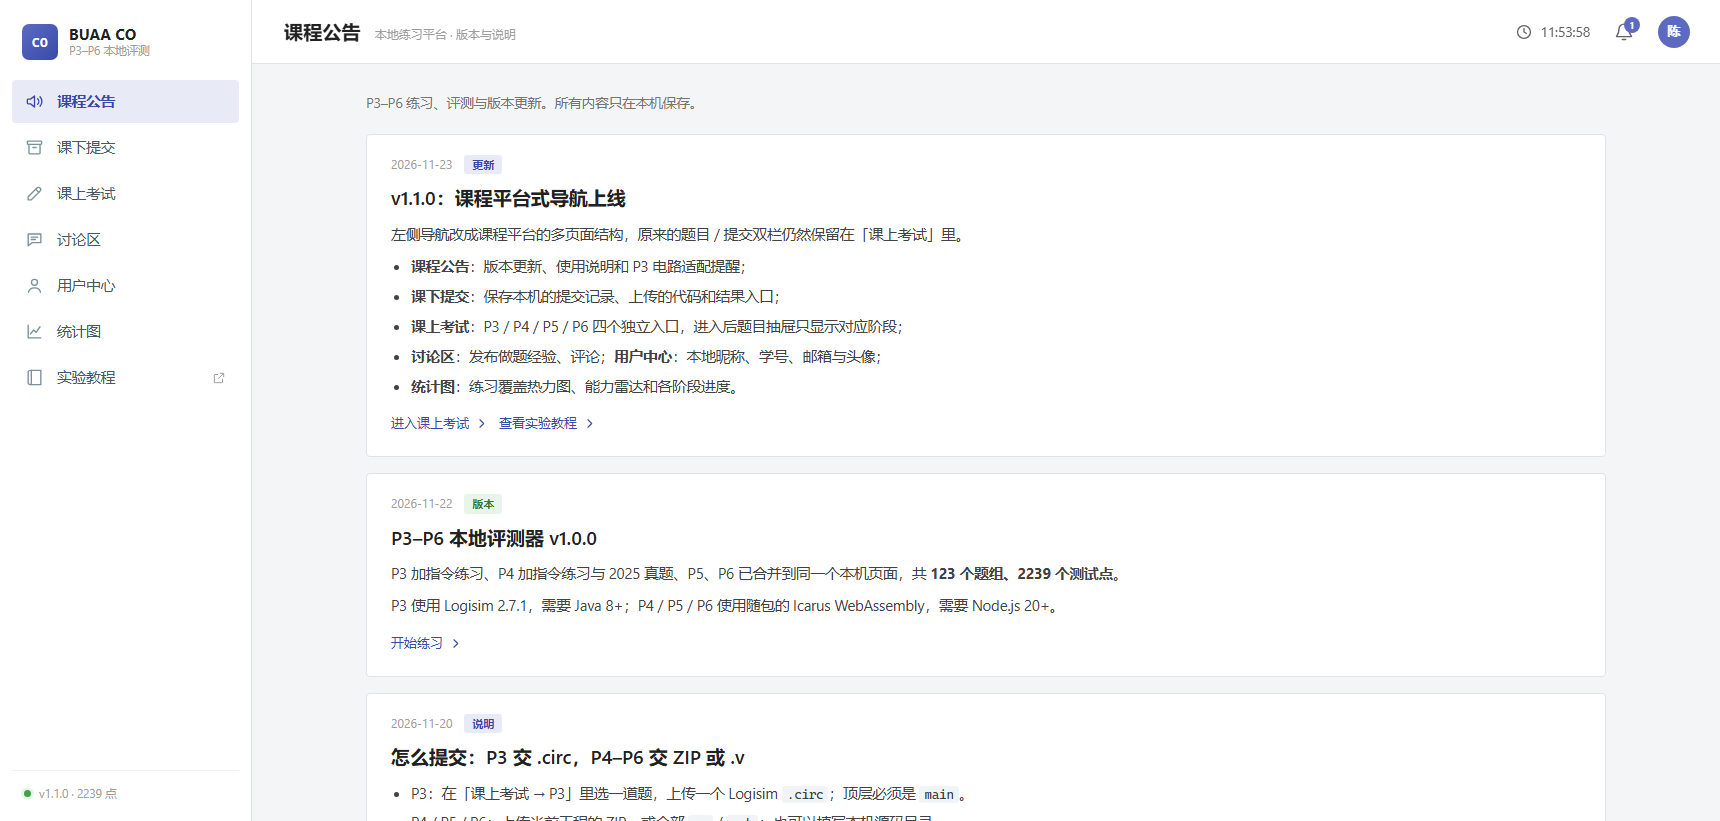 CO
BUAA CO
P3–P6 本地评测
课程公告
课下提交
课上考试
讨论区
用户中心
统计图
实验教程
v1.1.0 · 2239 点
课程公告 本地练习平台 · 版本与说明
11:53:58
1
陈
P3–P6 练习、评测与版本更新。所有内容只在本机保存。
2026-11-23 更新
v1.1.0：课程平台式导航上线
左侧导航改成课程平台的多页面结构，原来的题目 / 提交双栏仍然保留在「课上考试」里。
• 课程公告：版本更新、使用说明和 P3 电路适配提醒；
• 课下提交：保存本机的提交记录、上传的代码和结果入口；
• 课上考试：P3 / P4 / P5 / P6 四个独立入口，进入后题目抽屉只显示对应阶段；
• 讨论区：发布做题经验、评论；用户中心：本地昵称、学号、邮箱与头像；
• 统计图：练习覆盖热力图、能力雷达和各阶段进度。
进入课上考试 查看实验教程
2026-11-22 版本
P3–P6 本地评测器 v1.0.0
P3 加指令练习、P4 加指令练习与 2025 真题、P5、P6 已合并到同一个本机页面，共 123 个题组、2239 个测试点。
P3 使用 Logisim 2.7.1，需要 Java 8+；P4 / P5 / P6 使用随包的 Icarus WebAssembly，需要 Node.js 20+。
开始练习
2026-11-20 说明
怎么提交：P3 交 .circ，P4–P6 交 ZIP 或 .v
• P3：在「课上考试 → P3」里选一道题，上传一个 Logisim .circ；顶层必须是 main 。